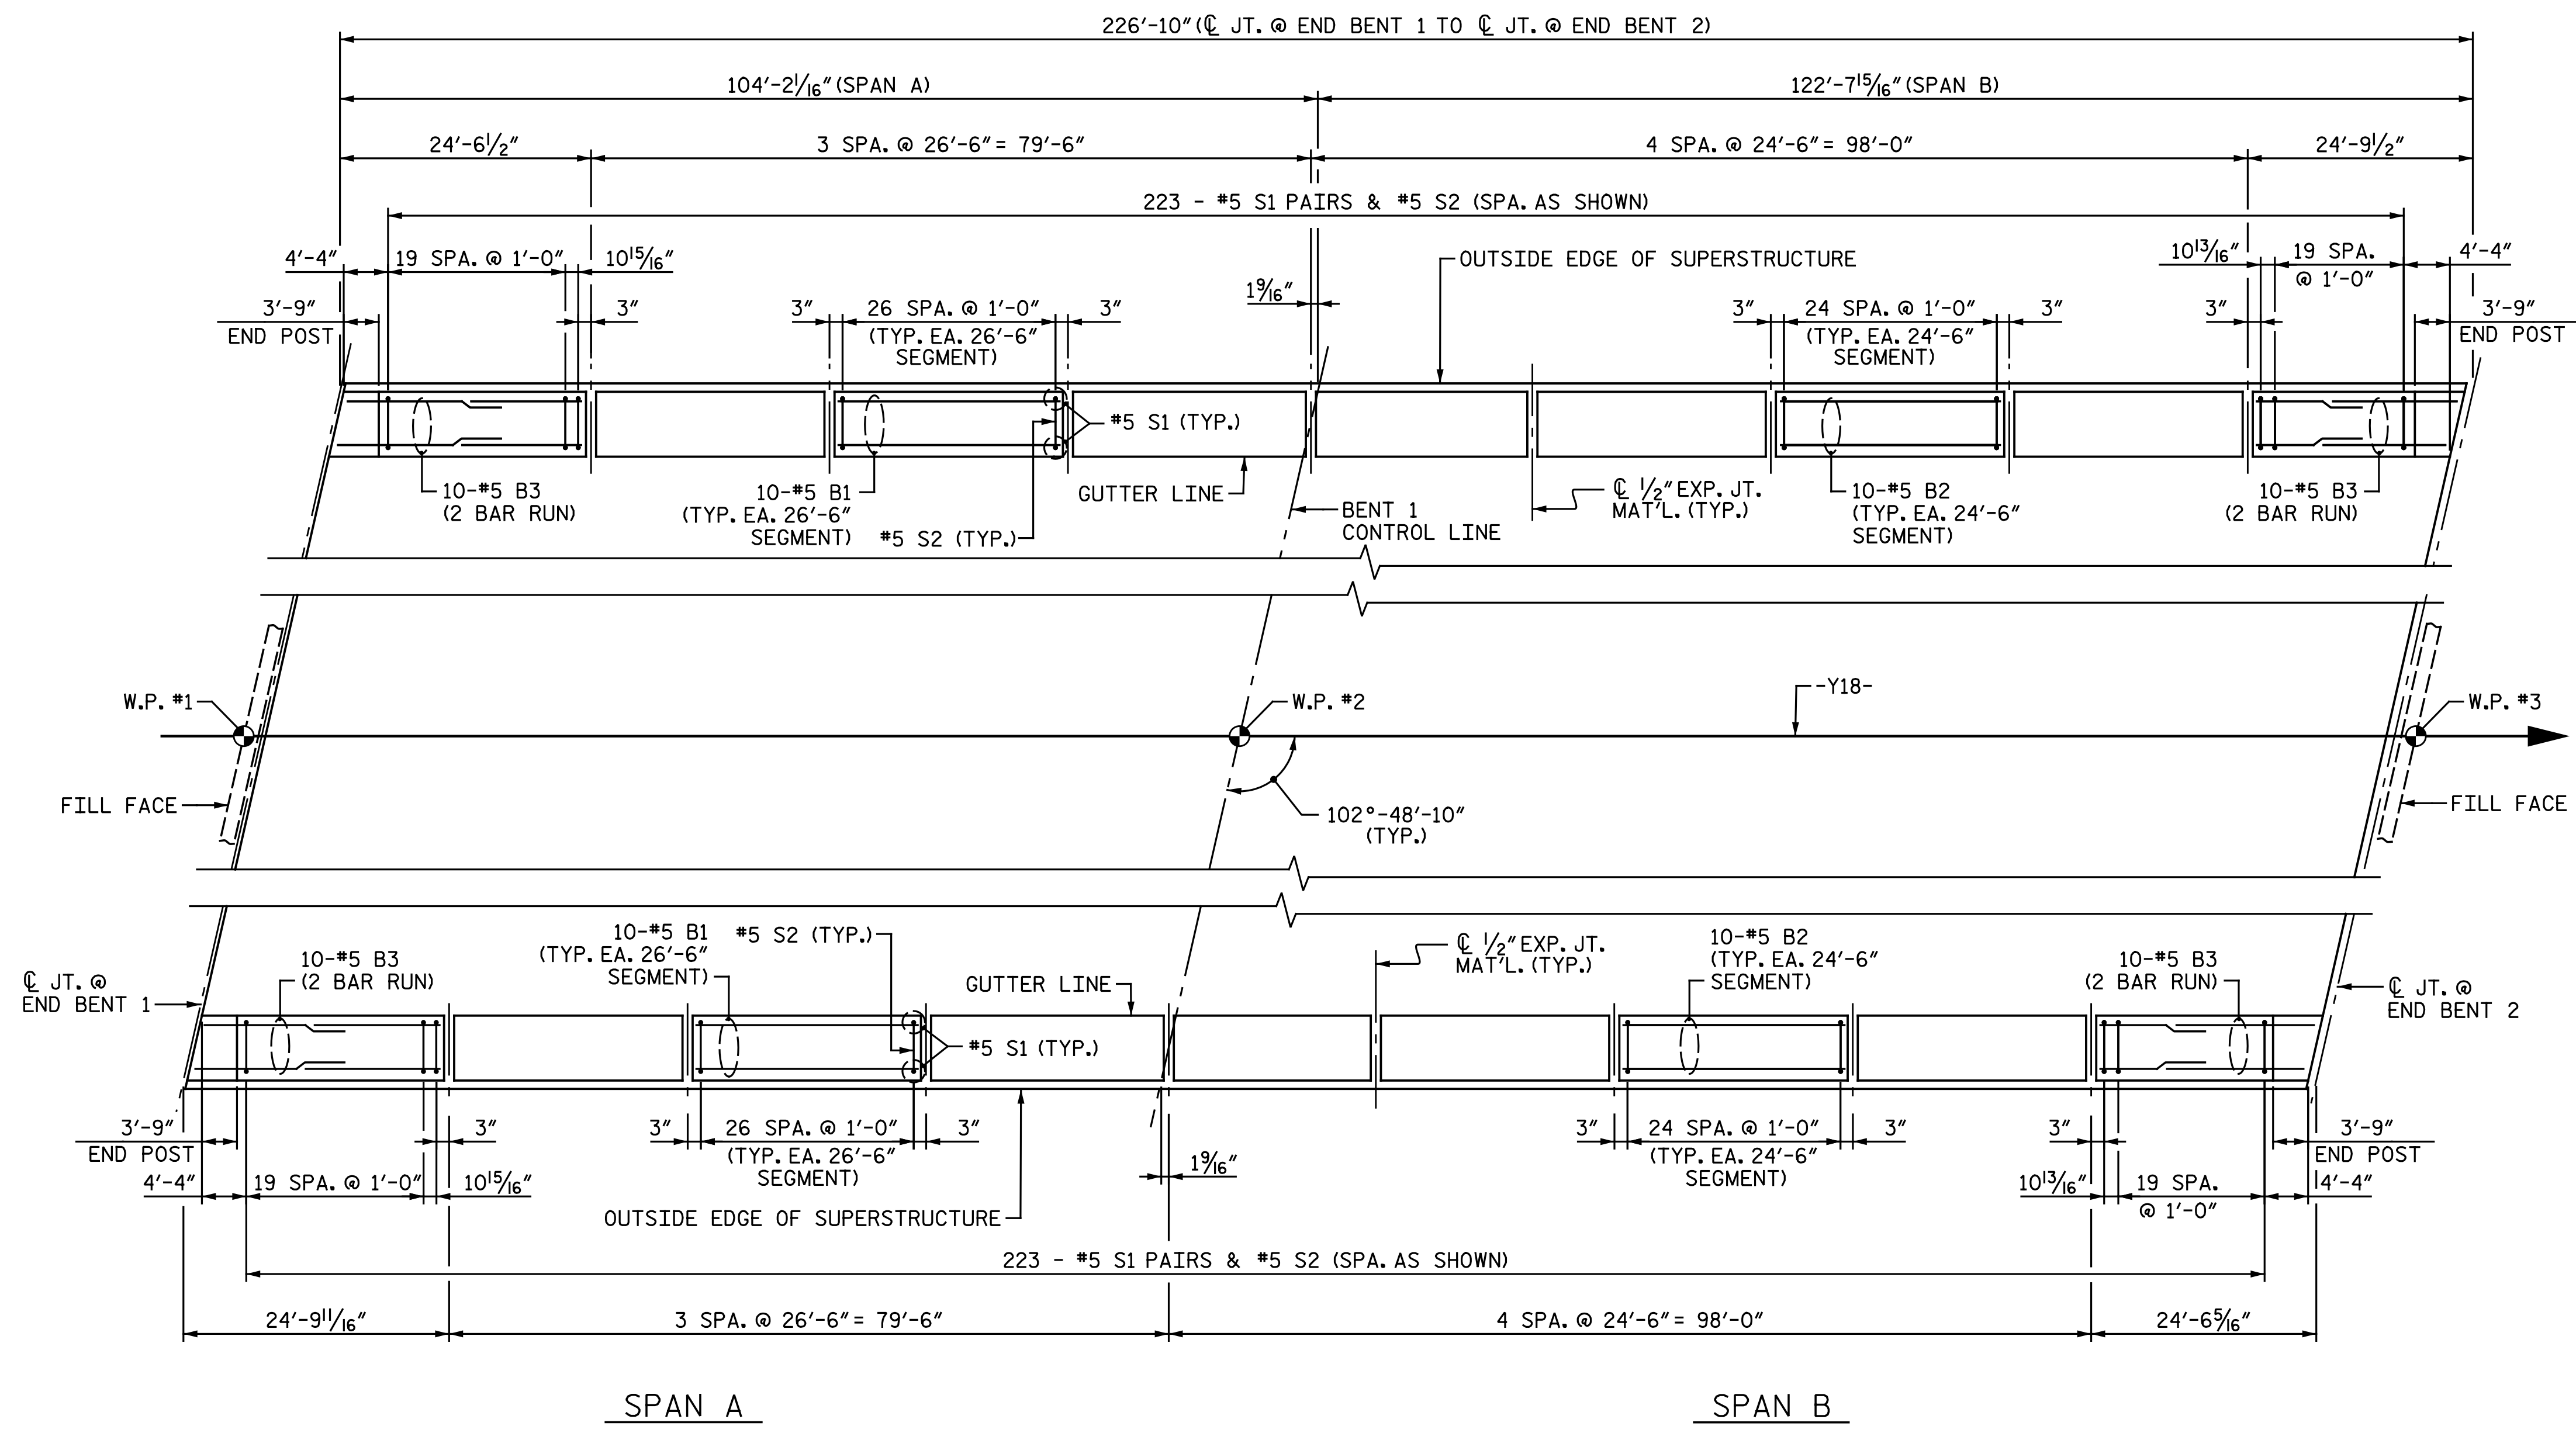 226′-10″ (℄ JT. @ END BENT 1 TO ℄ JT. @ END BENT 2)
104′-2 1/16″ (SPAN A)
122′-7 15/16″ (SPAN B)
24′-6 1/2″
3 SPA. @ 26′-6″ = 79′-6″
4 SPA. @ 24′-6″ = 98′-0″
24′-9 1/2″
223 - #5 S1 PAIRS & #5 S2 (SPA. AS SHOWN)
4′-4″
19 SPA. @ 1′-0″
10 15/16″
OUTSIDE EDGE OF SUPERSTRUCTURE
10 13/16″
19 SPA.
@ 1′-0″
4′-4″
3′-9″
END POST
3″
3″
26 SPA. @ 1′-0″
(TYP. EA. 26′-6″
SEGMENT)
3″
1 9/16″
3″
24 SPA. @ 1′-0″
(TYP. EA. 24′-6″
SEGMENT)
3″
3″
3′-9″
END POST
#5 S1 (TYP.)
10-#5 B3
(2 BAR RUN)
10-#5 B1
(TYP. EA. 26′-6″
SEGMENT)
#5 S2 (TYP.)
GUTTER LINE
BENT 1
CONTROL LINE
℄ 1/2″ EXP. JT.
MAT'L. (TYP.)
10-#5 B2
(TYP. EA. 24′-6″
SEGMENT)
10-#5 B3
(2 BAR RUN)
W.P. #1
W.P. #2
-Y18-
W.P. #3
FILL FACE
102°-48′-10″
(TYP.)
FILL FACE
℄ JT. @
END BENT 1
10-#5 B3
(2 BAR RUN)
10-#5 B1
(TYP. EA. 26′-6″
SEGMENT)
#5 S2 (TYP.)
GUTTER LINE
℄ 1/2″ EXP. JT.
MAT'L. (TYP.)
10-#5 B2
(TYP. EA. 24′-6″
SEGMENT)
10-#5 B3
(2 BAR RUN)
℄ JT. @
END BENT 2
#5 S1 (TYP.)
3′-9″
END POST
3″
3″
26 SPA. @ 1′-0″
(TYP. EA. 26′-6″
SEGMENT)
3″
1 9/16″
3″
24 SPA. @ 1′-0″
(TYP. EA. 24′-6″
SEGMENT)
3″
3″
3′-9″
END POST
4′-4″
19 SPA. @ 1′-0″
10 15/16″
10 13/16″
19 SPA.
@ 1′-0″
4′-4″
OUTSIDE EDGE OF SUPERSTRUCTURE
223 - #5 S1 PAIRS & #5 S2 (SPA. AS SHOWN)
24′-9 11/16″
3 SPA. @ 26′-6″ = 79′-6″
4 SPA. @ 24′-6″ = 98′-0″
24′-6 5/16″
SPAN A
SPAN B